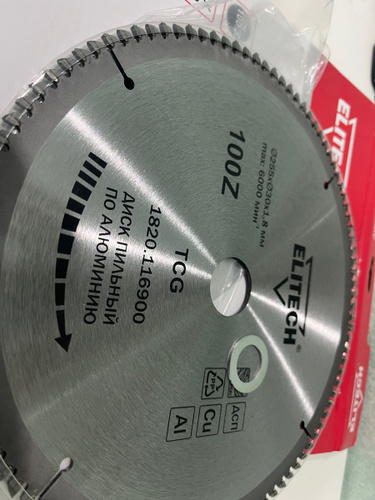 ELITECH®
Ø255xØ30x1.8 мм
max: 6000 мин⁻¹
100Z
TCG
1820.116900
ДИСК ПИЛЬНЫЙ
ПО АЛЮМИНИЮ
ДСП
Cu
Al
PP5
ELITECH